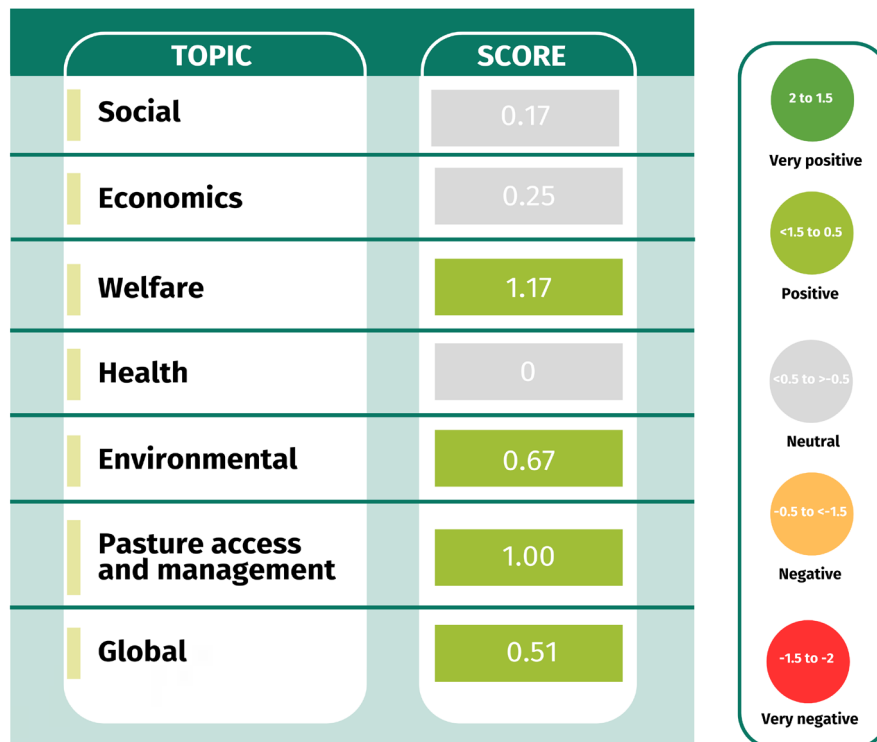 TOPIC SCORE
Social 0.17
Economics 0.25
Welfare 1.17
Health 0
Environmental 0.67
Pasture access
and management 1.00
Global 0.51
2 to 1.5
Very positive
<1.5 to 0.5
Positive
<0.5 to >-0.5
Neutral
-0.5 to <-1.5
Negative
-1.5 to -2
Very negative